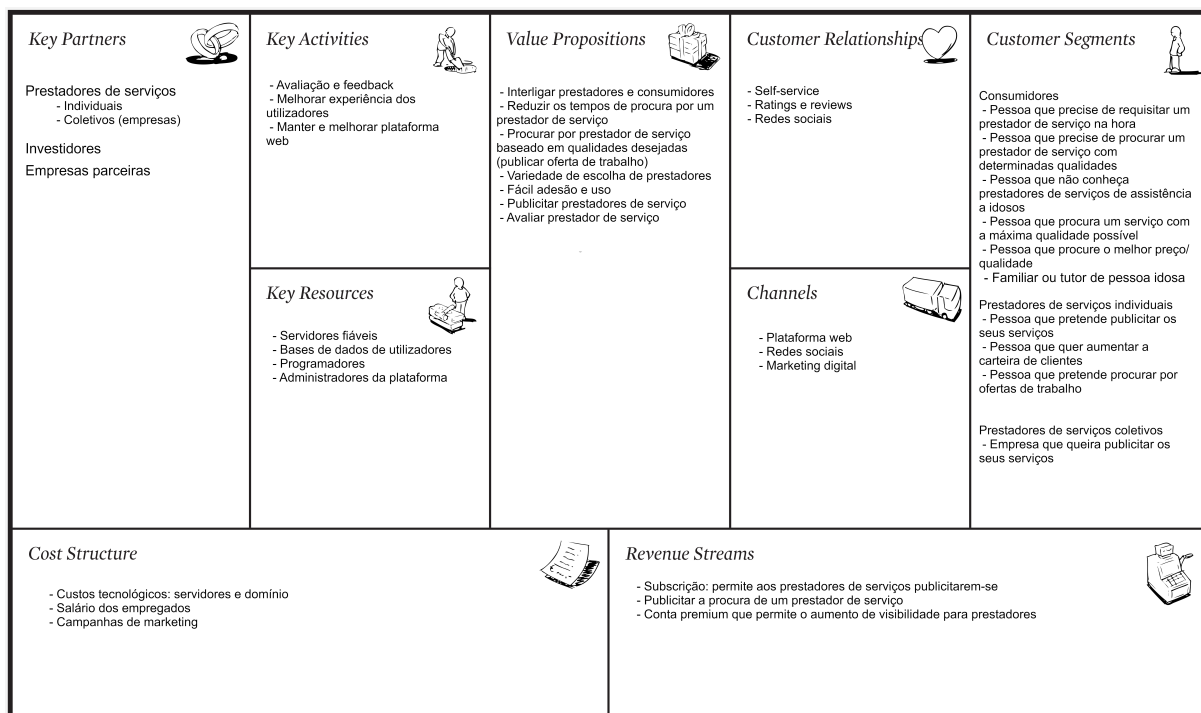 Key Partners
Prestadores de serviços
- Individuais
- Coletivos (empresas)
Investidores
Empresas parceiras
Key Activities
- Avaliação e feedback
- Melhorar experiência dos
utilizadores
- Manter e melhorar plataforma
web
Key Resources
- Servidores fiáveis
- Bases de dados de utilizadores
- Programadores
- Administradores da plataforma
Value Propositions
- Interligar prestadores e consumidores
- Reduzir os tempos de procura por um
prestador de serviço
- Procurar por prestador de serviço
baseado em qualidades desejadas
(publicar oferta de trabalho)
- Variedade de escolha de prestadores
- Fácil adesão e uso
- Publicitar prestadores de serviço
- Avaliar prestador de serviço
Customer Relationships
- Self-service
- Ratings e reviews
- Redes sociais
Channels
- Plataforma web
- Redes sociais
- Marketing digital
Customer Segments
Consumidores
- Pessoa que precise de requisitar um
prestador de serviço na hora
- Pessoa que precise de procurar um
prestador de serviço com
determinadas qualidades
- Pessoa que não conheça
prestadores de serviços de assistência
a idosos
- Pessoa que procura um serviço com
a máxima qualidade possível
- Pessoa que procure o melhor preço/
qualidade
- Familiar ou tutor de pessoa idosa
Prestadores de serviços individuais
- Pessoa que pretende publicitar os
seus serviços
- Pessoa que quer aumentar a
carteira de clientes
- Pessoa que pretende procurar por
ofertas de trabalho
Prestadores de serviços coletivos
- Empresa que queira publicitar os
seus serviços
Cost Structure
- Custos tecnológicos: servidores e domínio
- Salário dos empregados
- Campanhas de marketing
Revenue Streams
- Subscrição: permite aos prestadores de serviços publicitarem-se
- Publicitar a procura de um prestador de serviço
- Conta premium que permite o aumento de visibilidade para prestadores